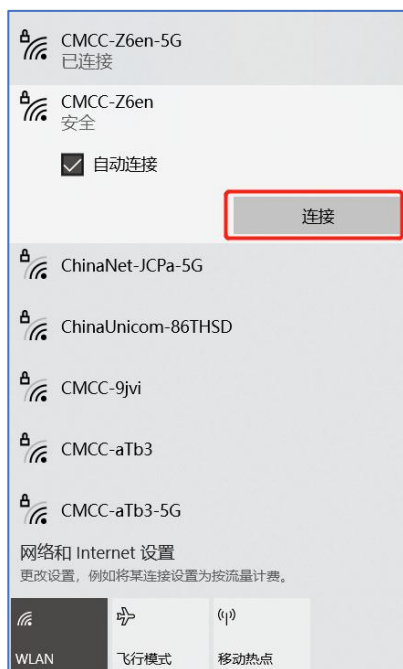 CMCC-Z6en-5G
已连接
CMCC-Z6en
安全
自动连接
连接
ChinaNet-JCPa-5G
ChinaUnicom-86THSD
CMCC-9jvi
CMCC-aTb3
CMCC-aTb3-5G
网络和 Internet 设置
更改设置，例如将某连接设置为按流量计费。
WLAN 飞行模式 移动热点